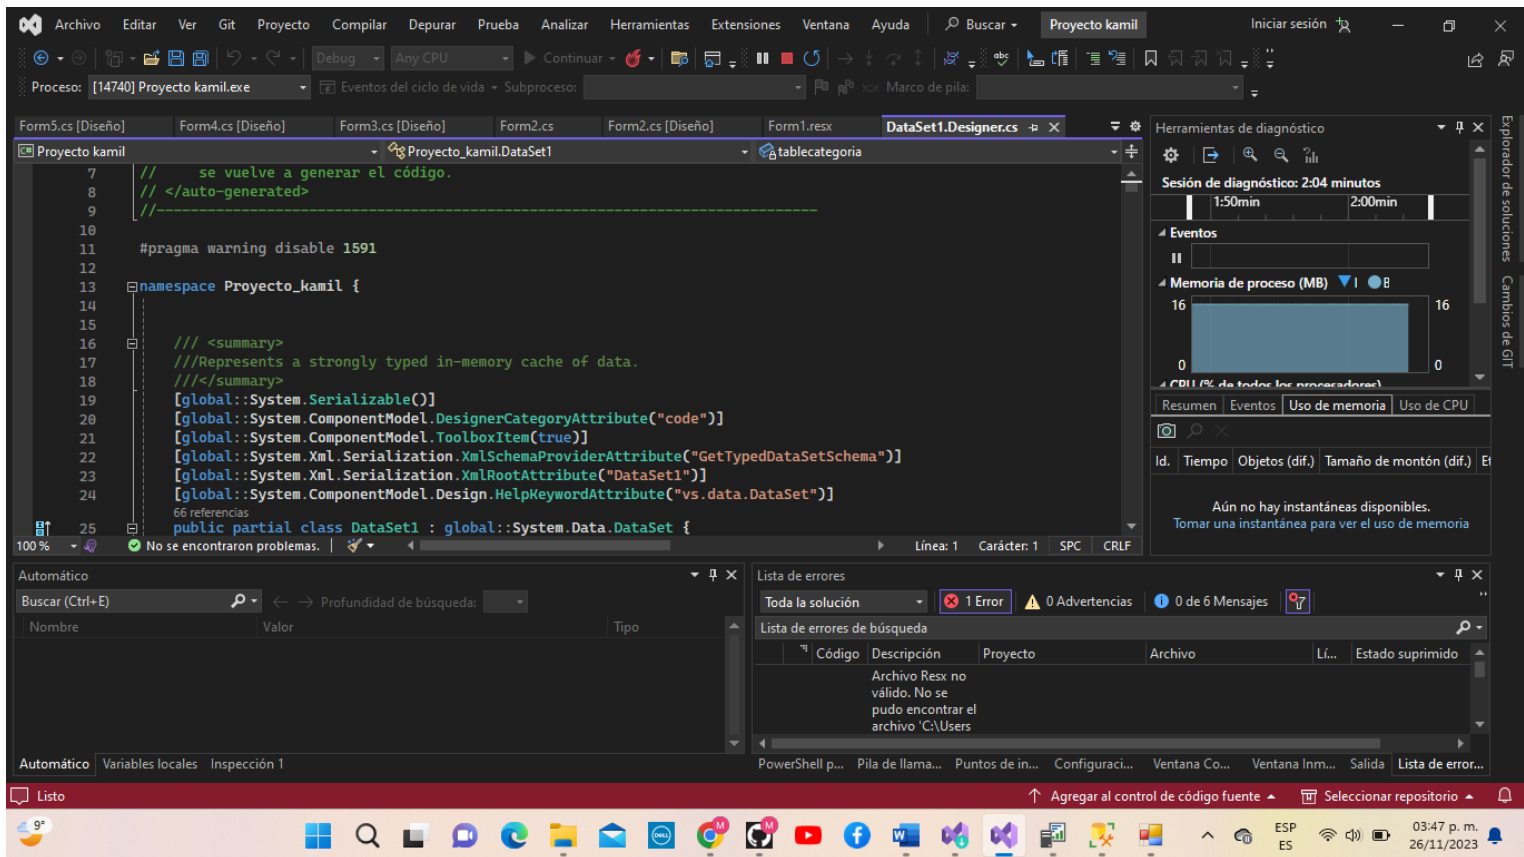 Archivo Editar Ver Git Proyecto Compilar Depurar Prueba Analizar Herramientas Extensiones Ventana Ayuda Buscar Proyecto kamil Iniciar sesión
Debug Any CPU Continuar
Proceso: [14740] Proyecto kamil.exe Eventos del ciclo de vida Subproceso: Marco de pila:
Form5.cs [Diseño] Form4.cs [Diseño] Form3.cs [Diseño] Form2.cs Form2.cs [Diseño] Form1.resx DataSet1.Designer.cs
Proyecto kamil Proyecto_kamil.DataSet1 tablecategoria
7 // se vuelve a generar el código.
8 // </auto-generated>
9 //------------------------------------------------------------------------------
10
11 #pragma warning disable 1591
12
13 namespace Proyecto_kamil {
14
15
16 /// <summary>
17 ///Represents a strongly typed in-memory cache of data.
18 ///</summary>
19 [global::System.Serializable()]
20 [global::System.ComponentModel.DesignerCategoryAttribute("code")]
21 [global::System.ComponentModel.ToolboxItem(true)]
22 [global::System.Xml.Serialization.XmlSchemaProviderAttribute("GetTypedDataSetSchema")]
23 [global::System.Xml.Serialization.XmlRootAttribute("DataSet1")]
24 [global::System.ComponentModel.Design.HelpKeywordAttribute("vs.data.DataSet")]
66 referencias
25 public partial class DataSet1 : global::System.Data.DataSet {
100 % No se encontraron problemas. Línea: 1 Carácter: 1 SPC CRLF
Herramientas de diagnóstico
Sesión de diagnóstico: 2:04 minutos
1:50min 2:00min
Eventos
Memoria de proceso (MB) I B
16 16
0 0
CPU (% de todos los procesadores)
Resumen Eventos Uso de memoria Uso de CPU
Id. Tiempo Objetos (dif.) Tamaño de montón (dif.) Et
Aún no hay instantáneas disponibles.
Tomar una instantánea para ver el uso de memoria
Explorador de soluciones
Cambios de GIT
Automático
Buscar (Ctrl+E) Profundidad de búsqueda:
Nombre Valor Tipo
Automático Variables locales Inspección 1
Lista de errores
Toda la solución 1 Error 0 Advertencias 0 de 6 Mensajes
Lista de errores de búsqueda
Código Descripción Proyecto Archivo Lí... Estado suprimido
Archivo Resx no
válido. No se
pudo encontrar el
archivo 'C:\Users
PowerShell p... Pila de llama... Puntos de in... Configuraci... Ventana Co... Ventana Inm... Salida Lista de error...
Listo Agregar al control de código fuente Seleccionar repositorio
9° DELL M M ESP
ES
03:47 p. m.
26/11/2023